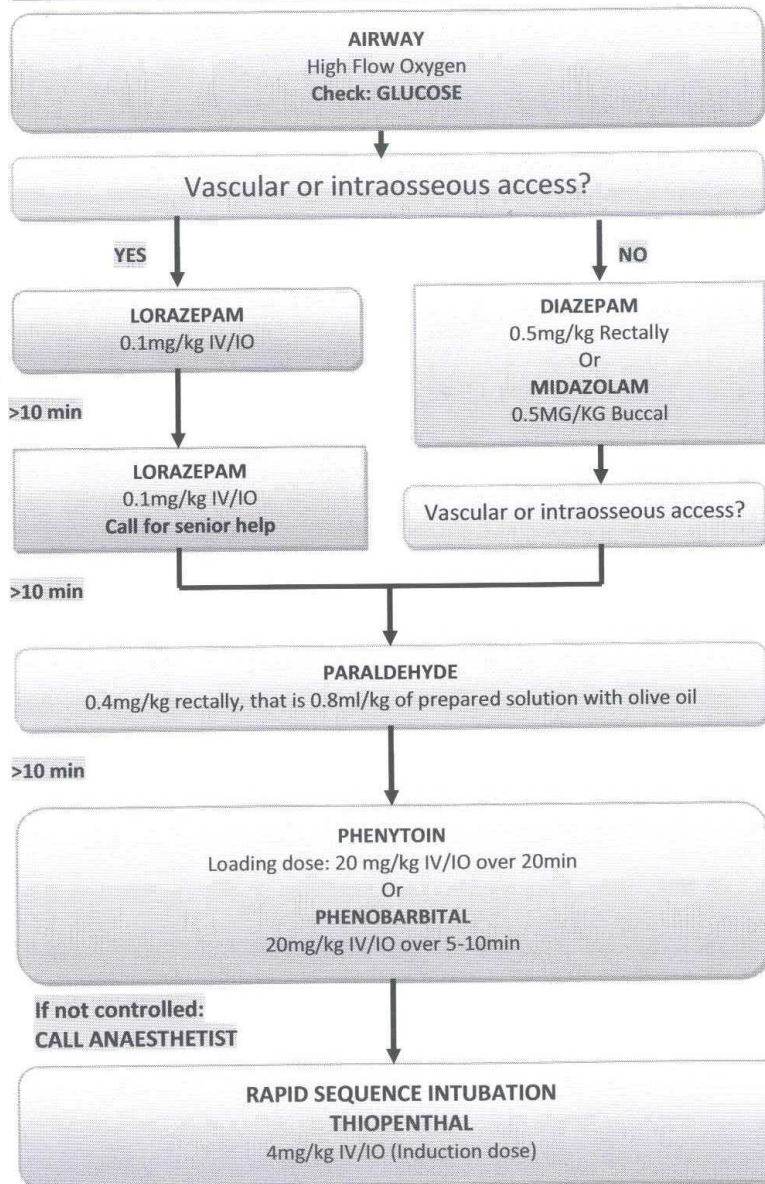 AIRWAY
High Flow Oxygen
Check: GLUCOSE
Vascular or intraosseous access?
YES
NO
LORAZEPAM
0.1mg/kg IV/IO
DIAZEPAM
0.5mg/kg Rectally
Or
MIDAZOLAM
0.5MG/KG Buccal
>10 min
LORAZEPAM
0.1mg/kg IV/IO
Call for senior help
Vascular or intraosseous access?
>10 min
PARALDEHYDE
0.4mg/kg rectally, that is 0.8ml/kg of prepared solution with olive oil
>10 min
PHENYTOIN
Loading dose: 20 mg/kg IV/IO over 20min
Or
PHENOBARBITAL
20mg/kg IV/IO over 5-10min
If not controlled:
CALL ANAESTHETIST
RAPID SEQUENCE INTUBATION
THIOPENTHAL
4mg/kg IV/IO (Induction dose)